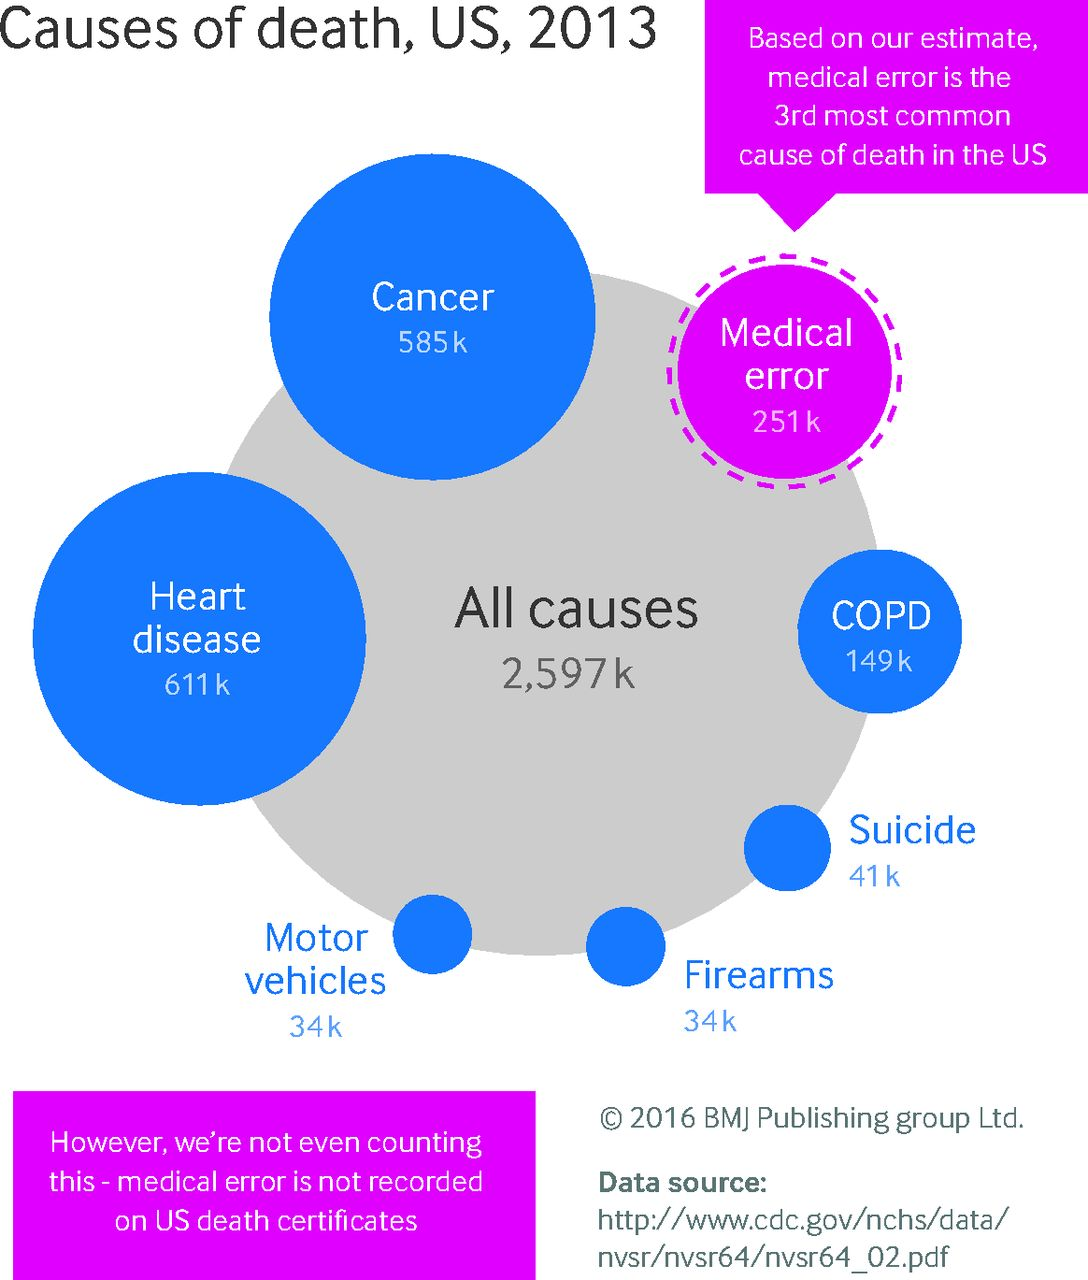 Causes of death, US, 2013
Based on our estimate,
medical error is the
3rd most common
cause of death in the US
Cancer
585k
Medical
error
251k
Heart
disease
611k
All causes
2,597k
COPD
149k
Suicide
41k
Motor
vehicles
34k
Firearms
34k
However, we’re not even counting
this - medical error is not recorded
on US death certificates
© 2016 BMJ Publishing group Ltd.
Data source:
http://www.cdc.gov/nchs/data/
nvsr/nvsr64/nvsr64_02.pdf